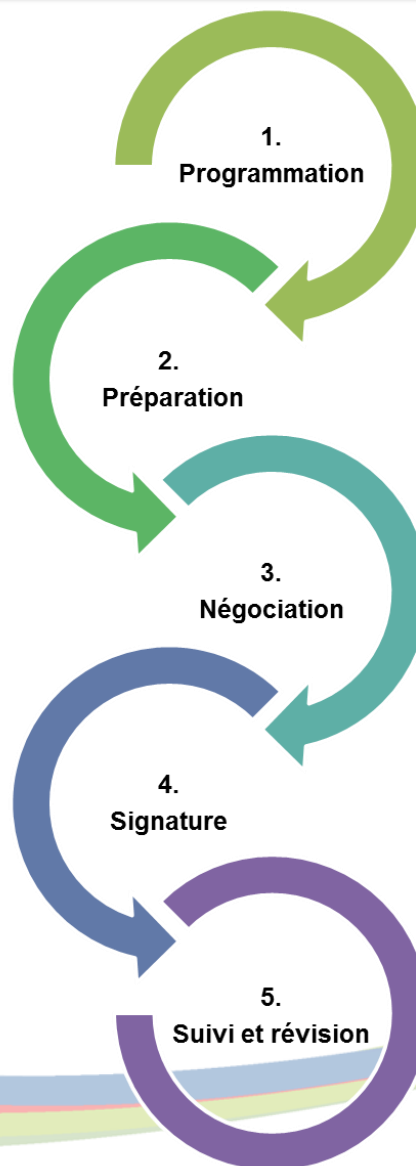 1.
Programmation
2.
Préparation
3.
Négociation
4.
Signature
5.
Suivi et révision